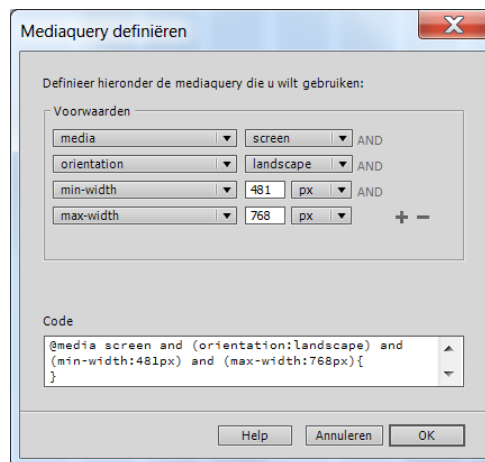 Mediaquery definiëren
Definieer hieronder de mediaquery die u wilt gebruiken:
Voorwaarden
media screen AND
orientation landscape AND
min-width 481 px AND
max-width 768 px + −
Code
@media screen and (orientation:landscape) and
(min-width:481px) and (max-width:768px){
}
Help Annuleren OK